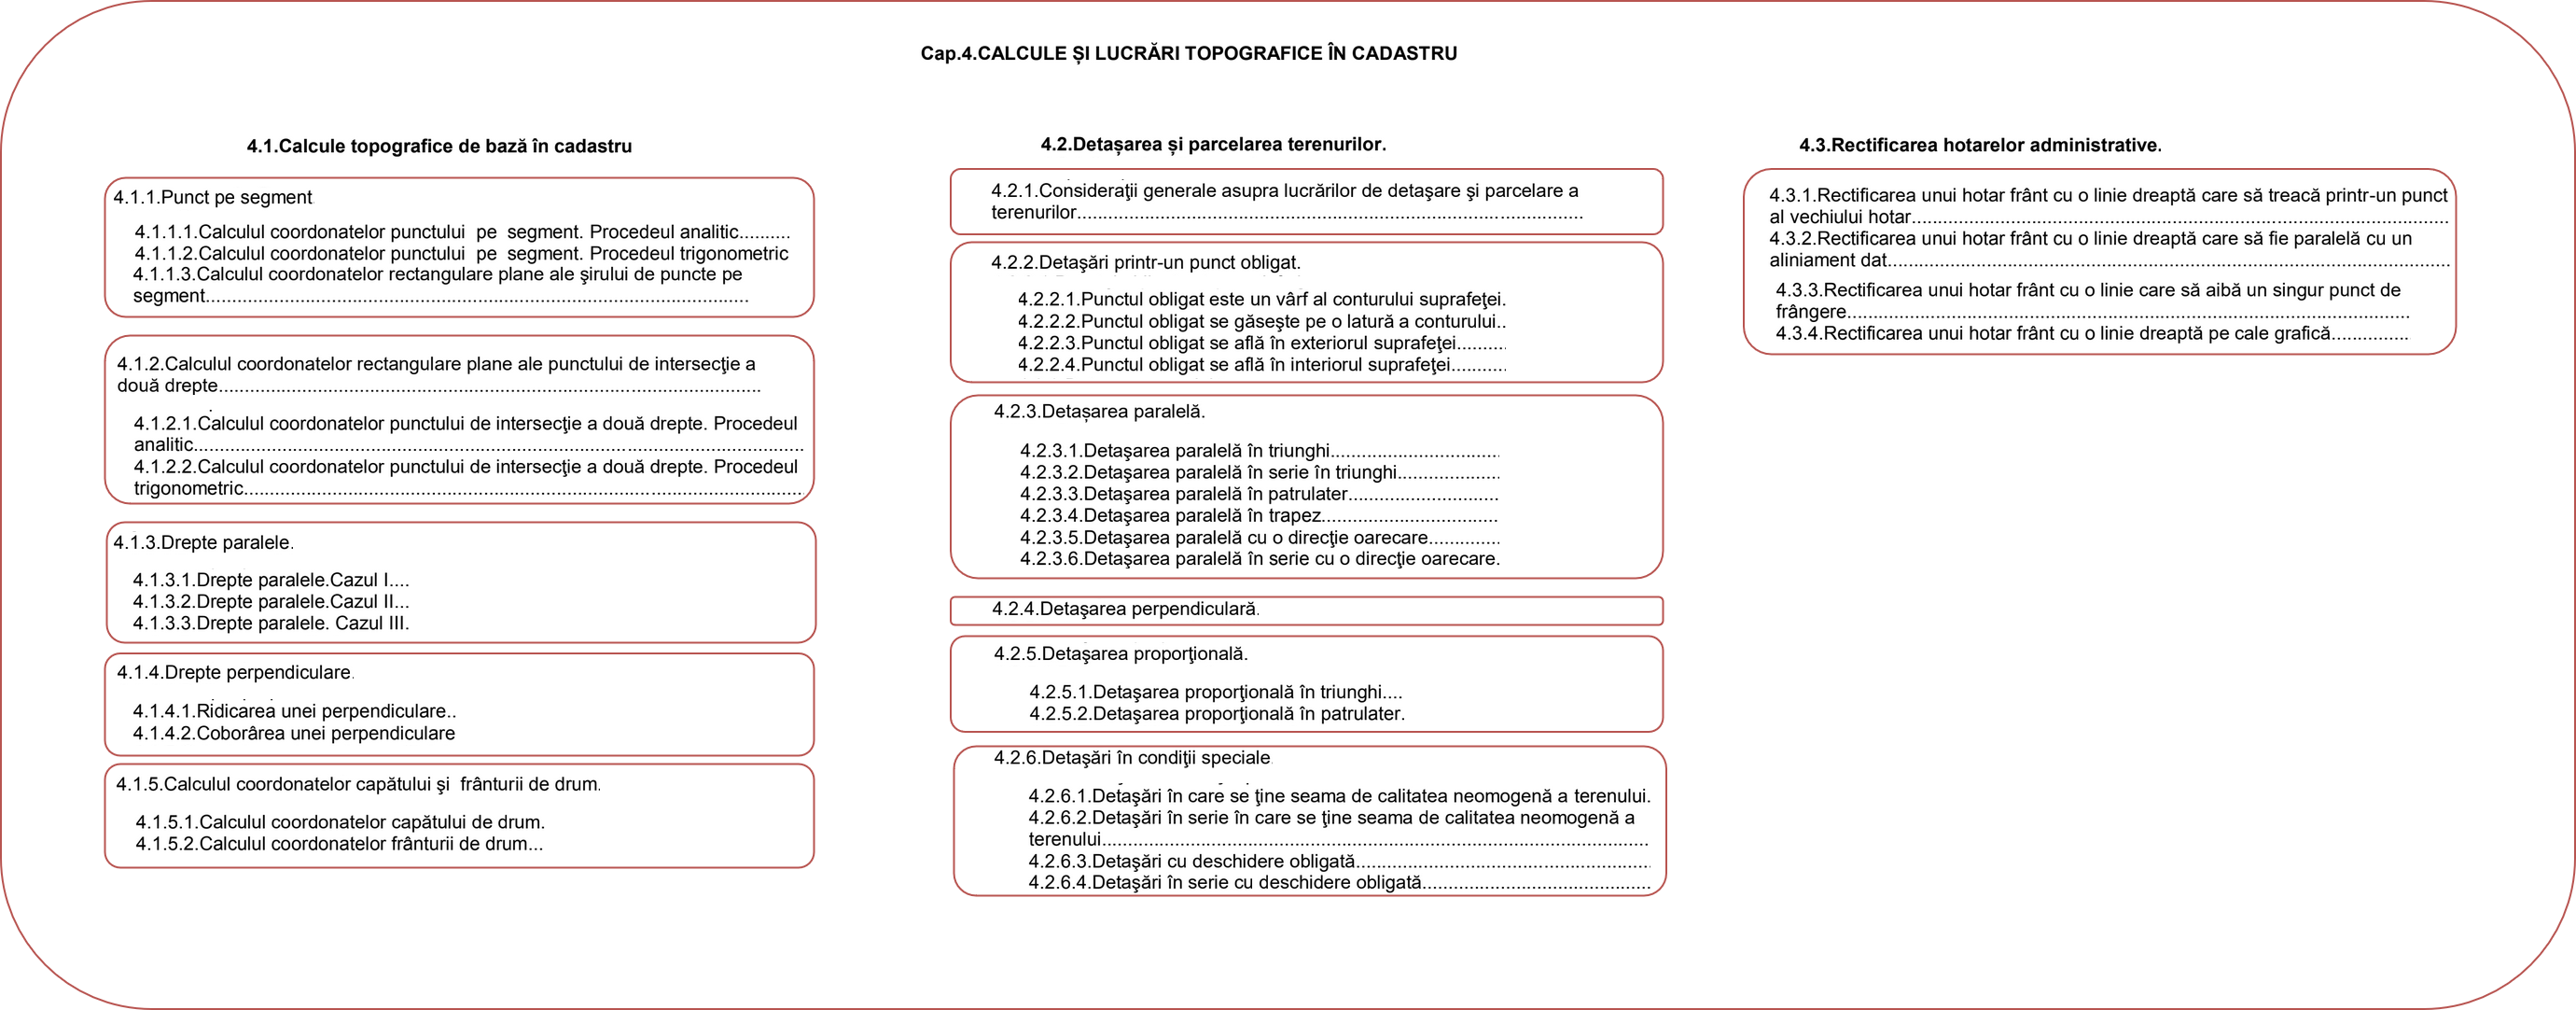 Cap.4.CALCULE ȘI LUCRĂRI TOPOGRAFICE ÎN CADASTRU
4.1.Calcule topografice de bază în cadastru
4.1.1.Punct pe segment
4.1.1.1.Calculul coordonatelor punctului  pe  segment. Procedeul analitic..........
4.1.1.2.Calculul coordonatelor punctului  pe  segment. Procedeul trigonometric
4.1.1.3.Calculul coordonatelor rectangulare plane ale şirului de puncte pe
segment........................................................................................................
4.1.2.Calculul coordonatelor rectangulare plane ale punctului de intersecţie a
două drepte........................................................................................................
4.1.2.1.Calculul coordonatelor punctului de intersecţie a două drepte. Procedeul
analitic.....................................................................................................................
4.1.2.2.Calculul coordonatelor punctului de intersecţie a două drepte. Procedeul
trigonometric...........................................................................................................
4.1.3.Drepte paralele.
4.1.3.1.Drepte paralele.Cazul I....
4.1.3.2.Drepte paralele.Cazul II...
4.1.3.3.Drepte paralele. Cazul III.
4.1.4.Drepte perpendiculare.
4.1.4.1.Ridicarea unei perpendiculare..
4.1.4.2.Coborârea unei perpendiculare
4.1.5.Calculul coordonatelor capătului şi  frânturii de drum.
4.1.5.1.Calculul coordonatelor capătului de drum.
4.1.5.2.Calculul coordonatelor frânturii de drum...
4.2.Detașarea și parcelarea terenurilor.
4.2.1.Consideraţii generale asupra lucrărilor de detaşare şi parcelare a
terenurilor.................................................................................................
4.2.2.Detaşări printr-un punct obligat.
4.2.2.1.Punctul obligat este un vârf al conturului suprafeţei.
4.2.2.2.Punctul obligat se găseşte pe o latură a conturului..
4.2.2.3.Punctul obligat se află în exteriorul suprafeţei..........
4.2.2.4.Punctul obligat se află în interiorul suprafeţei...........
4.2.3.Detașarea paralelă.
4.2.3.1.Detaşarea paralelă în triunghi................................
4.2.3.2.Detaşarea paralelă în serie în triunghi....................
4.2.3.3.Detaşarea paralelă în patrulater.............................
4.2.3.4.Detaşarea paralelă în trapez..................................
4.2.3.5.Detaşarea paralelă cu o direcţie oarecare..............
4.2.3.6.Detaşarea paralelă în serie cu o direcţie oarecare.
4.2.4.Detaşarea perpendiculară.
4.2.5.Detaşarea proporţională.
4.2.5.1.Detaşarea proporţională în triunghi....
4.2.5.2.Detaşarea proporţională în patrulater.
4.2.6.Detaşări în condiţii speciale
4.2.6.1.Detaşări în care se ţine seama de calitatea neomogenă a terenului.
4.2.6.2.Detaşări în serie în care se ţine seama de calitatea neomogenă a
terenului.........................................................................................................
4.2.6.3.Detaşări cu deschidere obligată........................................................
4.2.6.4.Detaşări în serie cu deschidere obligată............................................
4.3.Rectificarea hotarelor administrative.
4.3.1.Rectificarea unui hotar frânt cu o linie dreaptă care să treacă printr-un punct
al vechiului hotar.......................................................................................................
4.3.2.Rectificarea unui hotar frânt cu o linie dreaptă care să fie paralelă cu un
aliniament dat............................................................................................................
4.3.3.Rectificarea unui hotar frânt cu o linie care să aibă un singur punct de
frângere............................................................................................................
4.3.4.Rectificarea unui hotar frânt cu o linie dreaptă pe cale grafică...............